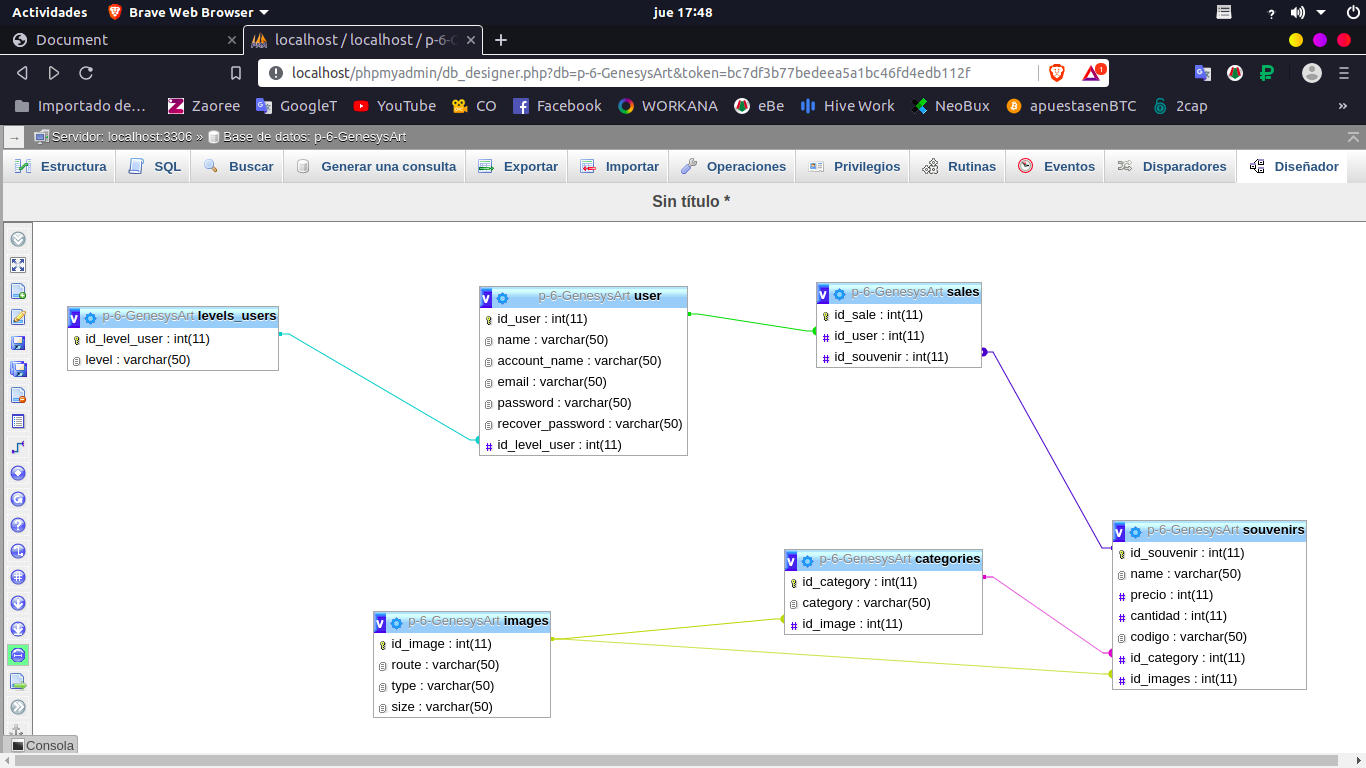 Actividades Brave Web Browser jue 17:48
Document localhost / localhost / p-6-G
localhost/phpmyadmin/db_designer.php?db=p-6-GenesysArt&token=bc7df3b77bedeea5a1bc46fd4edb112f 1
Importado de… Zaoree GoogleT YouTube CO Facebook WORKANA eBe Hive Work NeoBux apuestasenBTC 2cap »
Servidor: localhost:3306 » Base de datos: p-6-GenesysArt
Estructura SQL Buscar Generar una consulta Exportar Importar Operaciones Privilegios Rutinas Eventos Disparadores Diseñador
Sin título *
v p-6-GenesysArt levels_users
id_level_user : int(11)
level : varchar(50)
v p-6-GenesysArt user
id_user : int(11)
name : varchar(50)
account_name : varchar(50)
email : varchar(50)
password : varchar(50)
recover_password : varchar(50)
# id_level_user : int(11)
v p-6-GenesysArt sales
id_sale : int(11)
# id_user : int(11)
# id_souvenir : int(11)
v p-6-GenesysArt images
id_image : int(11)
route : varchar(50)
type : varchar(50)
size : varchar(50)
v p-6-GenesysArt categories
id_category : int(11)
category : varchar(50)
# id_image : int(11)
v p-6-GenesysArt souvenirs
id_souvenir : int(11)
name : varchar(50)
# precio : int(11)
# cantidad : int(11)
codigo : varchar(50)
# id_category : int(11)
# id_images : int(11)
Consola